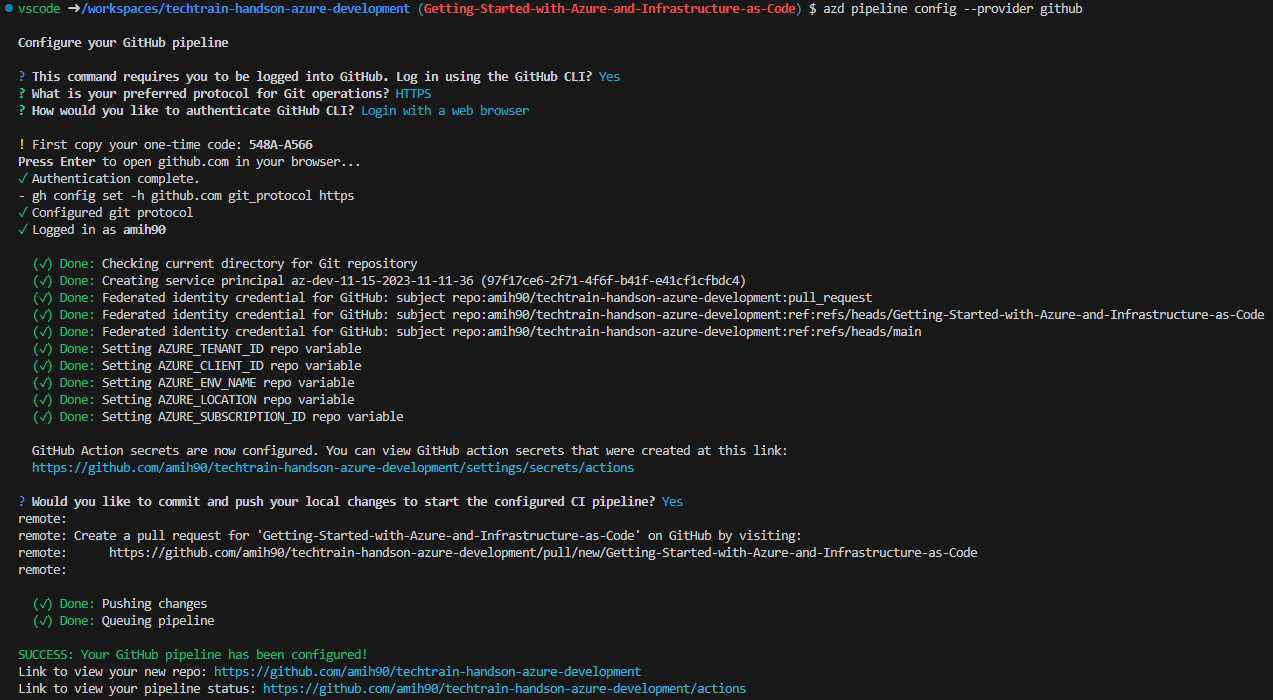 vscode ➜/workspaces/techtrain-handson-azure-development (Getting-Started-with-Azure-and-Infrastructure-as-Code) $ azd pipeline config --provider github
Configure your GitHub pipeline
? This command requires you to be logged into GitHub. Log in using the GitHub CLI? Yes
? What is your preferred protocol for Git operations? HTTPS
? How would you like to authenticate GitHub CLI? Login with a web browser
! First copy your one-time code: 548A-A566
Press Enter to open github.com in your browser...
✓ Authentication complete.
- gh config set -h github.com git_protocol https
✓ Configured git protocol
✓ Logged in as amih90
(✓) Done: Checking current directory for Git repository
(✓) Done: Creating service principal az-dev-11-15-2023-11-11-36 (97f17ce6-2f71-4f6f-b41f-e41cf1cfbdc4)
(✓) Done: Federated identity credential for GitHub: subject repo:amih90/techtrain-handson-azure-development:pull_request
(✓) Done: Federated identity credential for GitHub: subject repo:amih90/techtrain-handson-azure-development:ref:refs/heads/Getting-Started-with-Azure-and-Infrastructure-as-Code
(✓) Done: Federated identity credential for GitHub: subject repo:amih90/techtrain-handson-azure-development:ref:refs/heads/main
(✓) Done: Setting AZURE_TENANT_ID repo variable
(✓) Done: Setting AZURE_CLIENT_ID repo variable
(✓) Done: Setting AZURE_ENV_NAME repo variable
(✓) Done: Setting AZURE_LOCATION repo variable
(✓) Done: Setting AZURE_SUBSCRIPTION_ID repo variable
GitHub Action secrets are now configured. You can view GitHub action secrets that were created at this link:
https://github.com/amih90/techtrain-handson-azure-development/settings/secrets/actions
? Would you like to commit and push your local changes to start the configured CI pipeline? Yes
remote:
remote: Create a pull request for 'Getting-Started-with-Azure-and-Infrastructure-as-Code' on GitHub by visiting:
remote:      https://github.com/amih90/techtrain-handson-azure-development/pull/new/Getting-Started-with-Azure-and-Infrastructure-as-Code
remote:
(✓) Done: Pushing changes
(✓) Done: Queuing pipeline
SUCCESS: Your GitHub pipeline has been configured!
Link to view your new repo: https://github.com/amih90/techtrain-handson-azure-development
Link to view your pipeline status: https://github.com/amih90/techtrain-handson-azure-development/actions